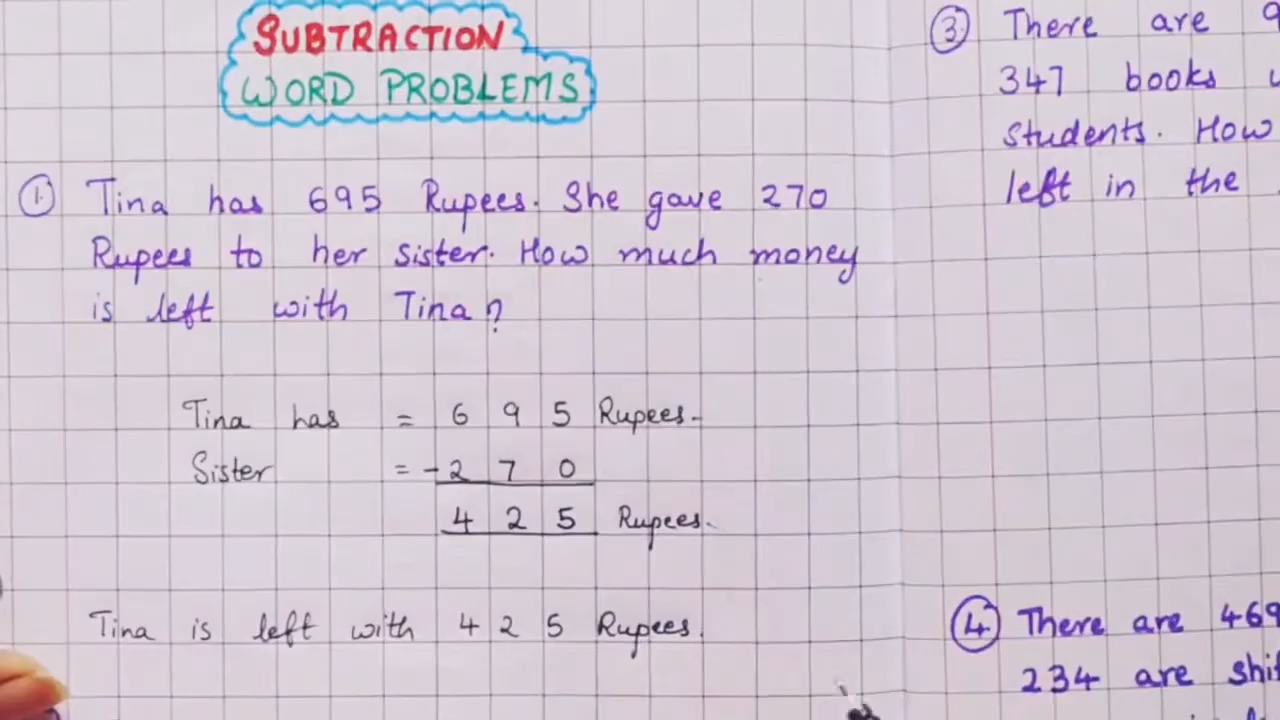 SUBTRACTION
WORD PROBLEMS
1. Tina has 695 Rupees. She gave 270
Rupees to her sister. How much money
is left with Tina?
Tina has = 6 9 5 Rupees.
Sister = - 2 7 0
4 2 5 Rupees.
Tina is left with 4 2 5 Rupees.
3. There are 9
347 books
students. How
left in the
4. There are 469
234 are shif